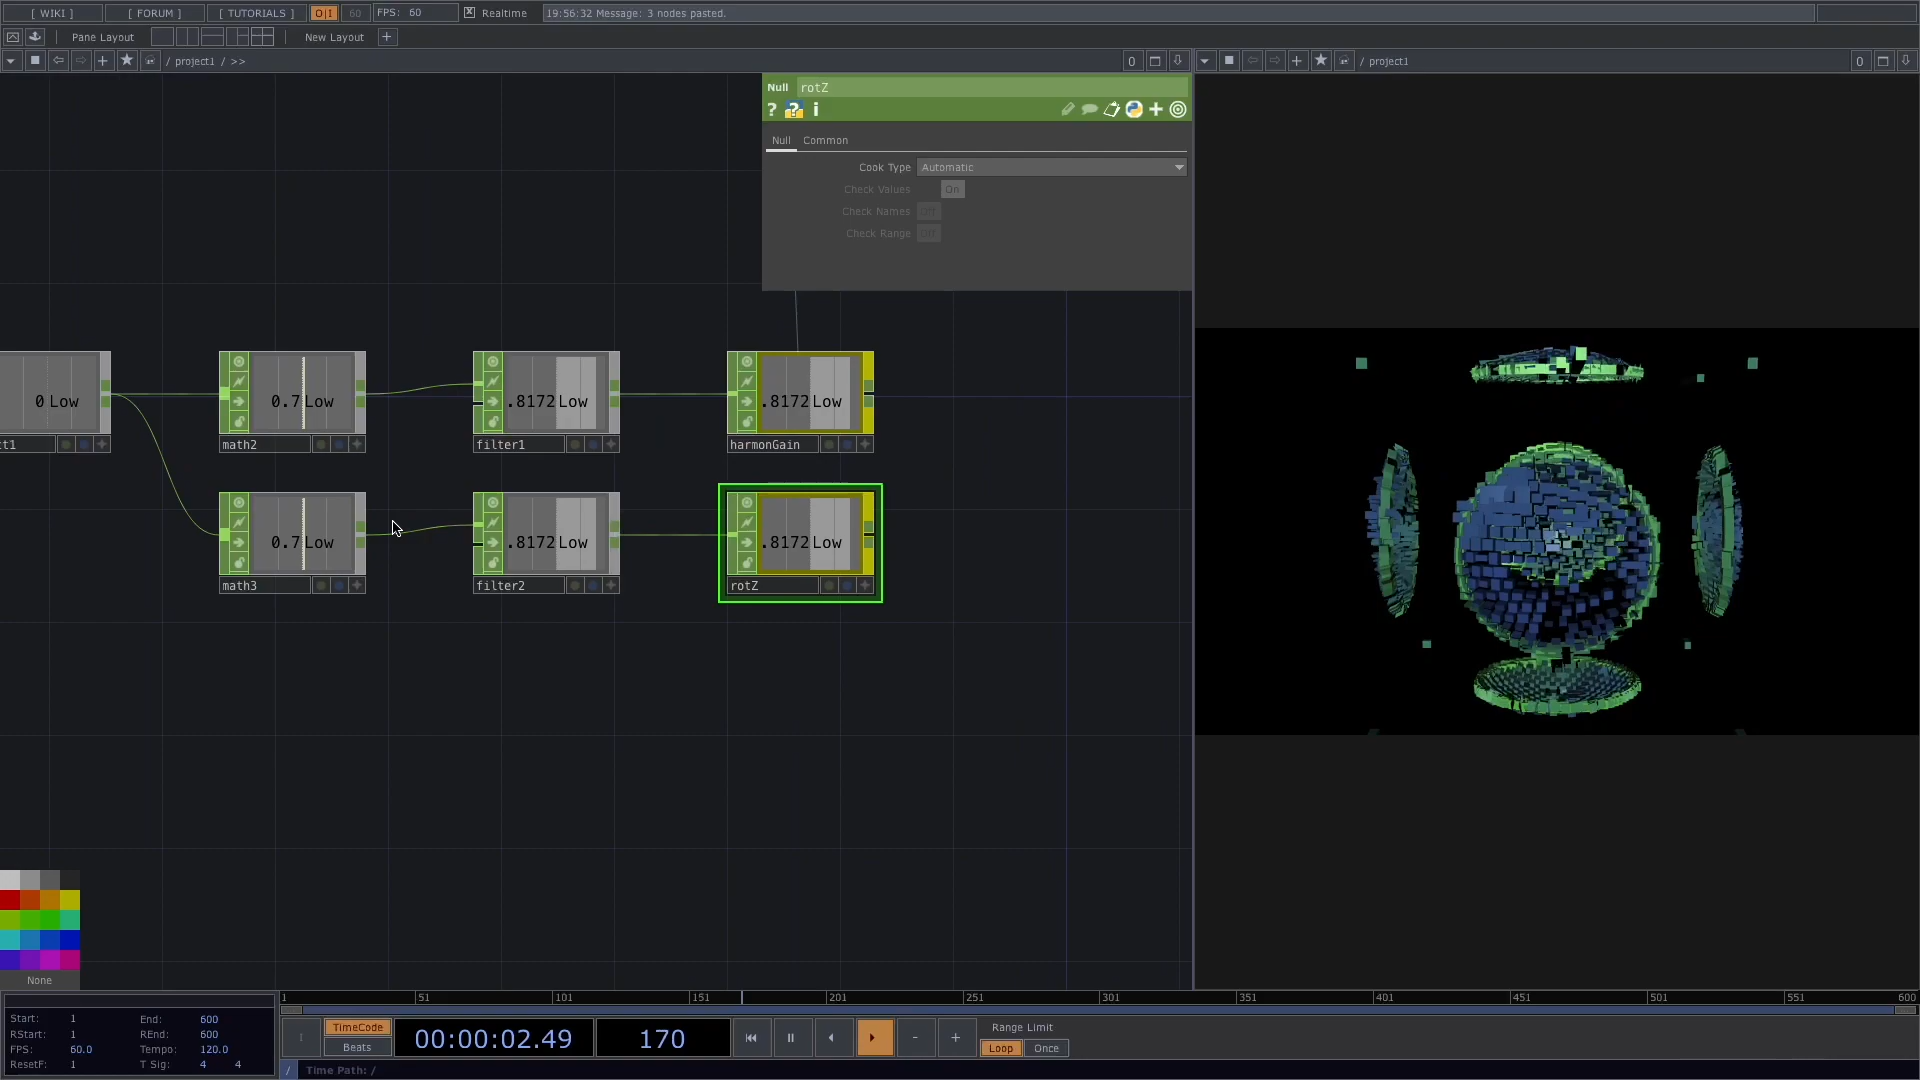 [ WIKI ] [ FORUM ] [ TUTORIALS ] O|I 60 FPS: 60 Realtime 19:56:32 Message: 3 nodes pasted.
Pane Layout New Layout +
/ project1 / >> 0 / project1 0
Null rotZ
? ? i
Null Common
Cook Type Automatic
Check Values On
Check Names Off
Check Range Off
0 Low 0.7 Low .8172 Low .8172 Low
ct1 math2 filter1 harmonGain
0.7 Low .8172 Low .8172 Low
math3 filter2 rotZ
None
1 51 101 151 201 251 301 351 401 451 501 551 600
Start: 1 End: 600
RStart: 1 REnd: 600
FPS: 60.0 Tempo: 120.0
ResetF: 1 T Sig: 4 4
TimeCode
Beats
00:00:02.49 170 - +
Range Limit
Loop Once
/ Time Path: /